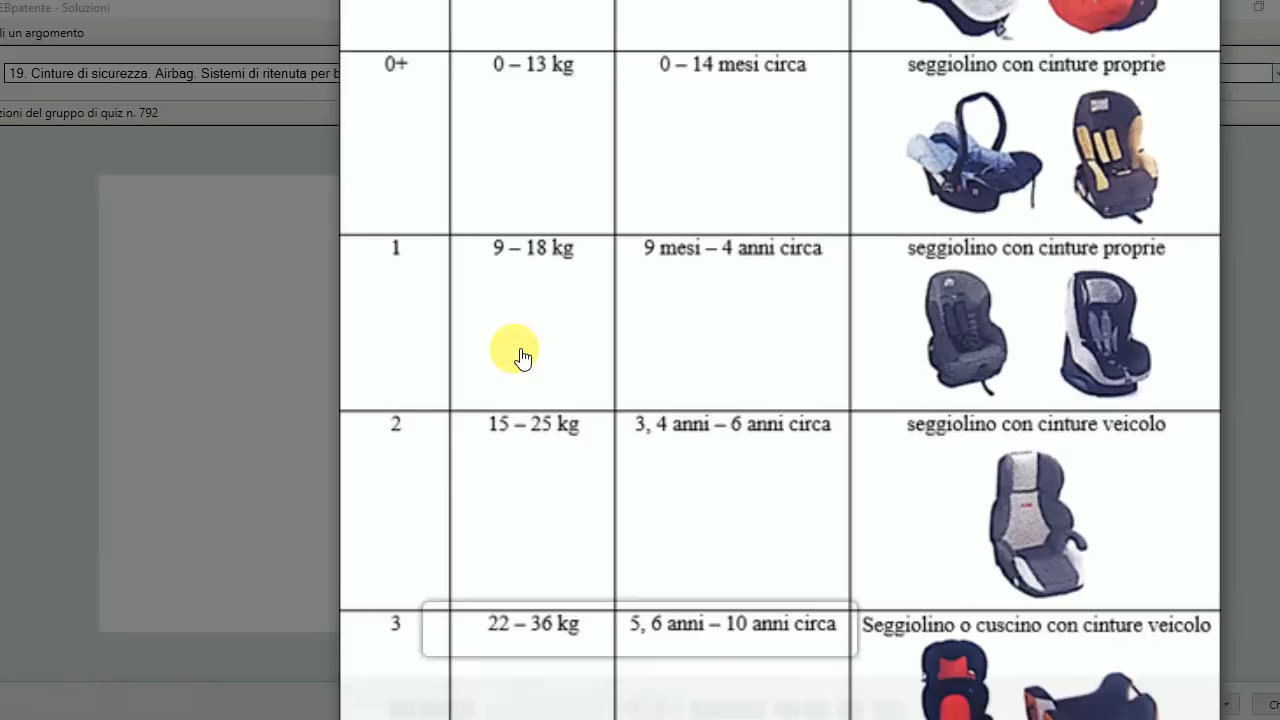 EBpatente - Soluzioni
li un argomento
19. Cinture di sicurezza. Airbag. Sistemi di ritenuta per b
zioni del gruppo di quiz n. 792
0+ 0 – 13 kg 0 – 14 mesi circa seggiolino con cinture proprie
1 9 – 18 kg 9 mesi – 4 anni circa seggiolino con cinture proprie
2 15 – 25 kg 3, 4 anni – 6 anni circa seggiolino con cinture veicolo
3 22 – 36 kg 5, 6 anni – 10 anni circa Seggiolino o cuscino con cinture veicolo